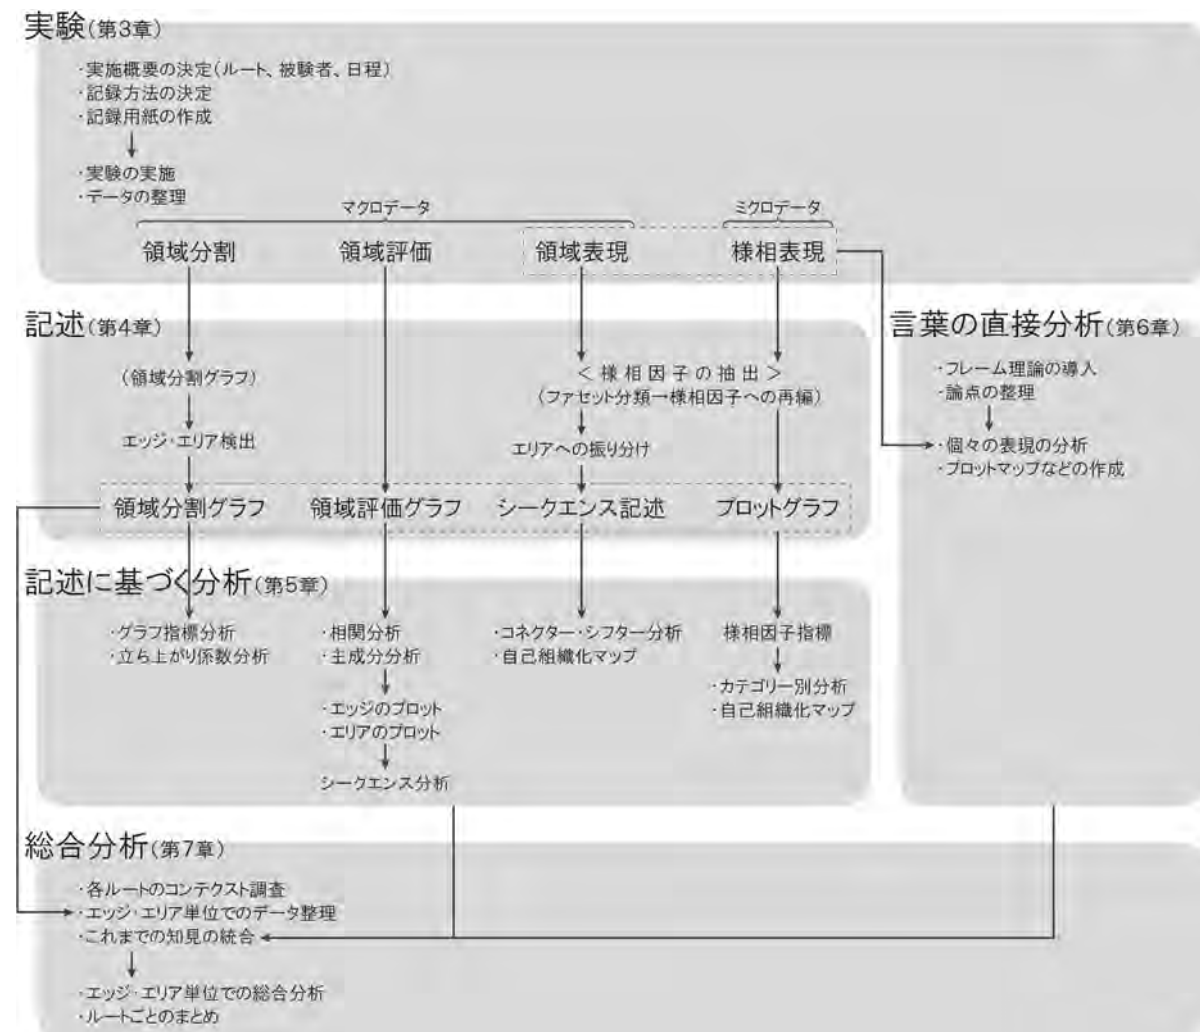 実験(第3章)
・実施概要の決定(ルート、被験者、日程)
・記録方法の決定
・記録用紙の作成
・実験の実施
・データの整理
マクロデータ
ミクロデータ
領域分割
領域評価
領域表現
様相表現
記述(第4章)
(領域分割グラフ)
エッジ・エリア検出
＜様相因子の抽出＞
(ファセット分類→様相因子への再編)
エリアへの振り分け
領域分割グラフ
領域評価グラフ
シークエンス記述
プロットグラフ
言葉の直接分析(第6章)
・フレーム理論の導入
・論点の整理
・個々の表現の分析
・プロットマップなどの作成
記述に基づく分析(第5章)
・グラフ指標分析
・立ち上がり係数分析
・相関分析
・主成分分析
・エッジのプロット
・エリアのプロット
シークエンス分析
・コネクター・シフター分析
・自己組織化マップ
様相因子指標
・カテゴリー別分析
・自己組織化マップ
総合分析(第7章)
・各ルートのコンテクスト調査
・エッジ・エリア単位でのデータ整理
・これまでの知見の統合
・エッジ・エリア単位での総合分析
・ルートごとのまとめ